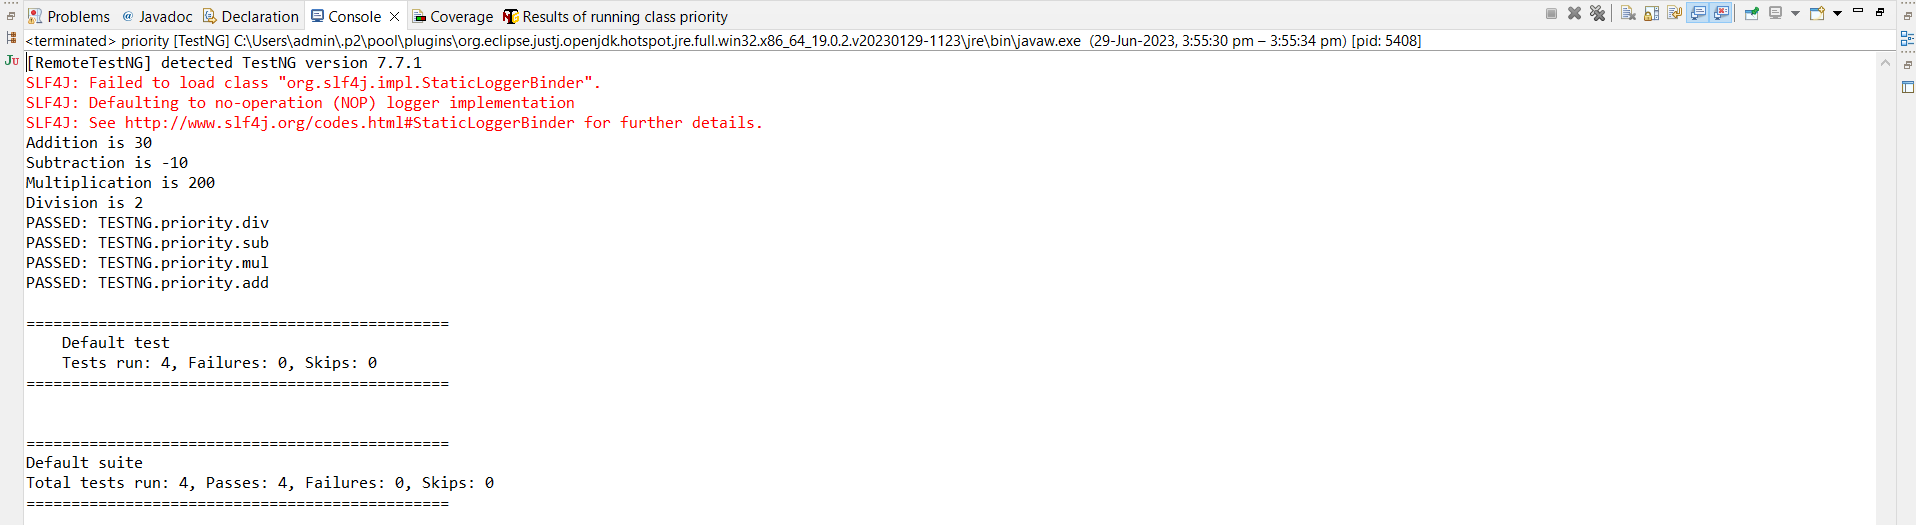 Problems @ Javadoc Declaration Console Coverage Results of running class priority
<terminated> priority [TestNG] C:\Users\admin\.p2\pool\plugins\org.eclipse.justj.openjdk.hotspot.jre.full.win32.x86_64_19.0.2.v20230129-1123\jre\bin\javaw.exe (29-Jun-2023, 3:55:30 pm – 3:55:34 pm) [pid: 5408]
[RemoteTestNG] detected TestNG version 7.7.1
SLF4J: Failed to load class "org.slf4j.impl.StaticLoggerBinder".
SLF4J: Defaulting to no-operation (NOP) logger implementation
SLF4J: See http://www.slf4j.org/codes.html#StaticLoggerBinder for further details.
Addition is 30
Subtraction is -10
Multiplication is 200
Division is 2
PASSED: TESTNG.priority.div
PASSED: TESTNG.priority.sub
PASSED: TESTNG.priority.mul
PASSED: TESTNG.priority.add
===============================================
Default test
Tests run: 4, Failures: 0, Skips: 0
===============================================
===============================================
Default suite
Total tests run: 4, Passes: 4, Failures: 0, Skips: 0
===============================================